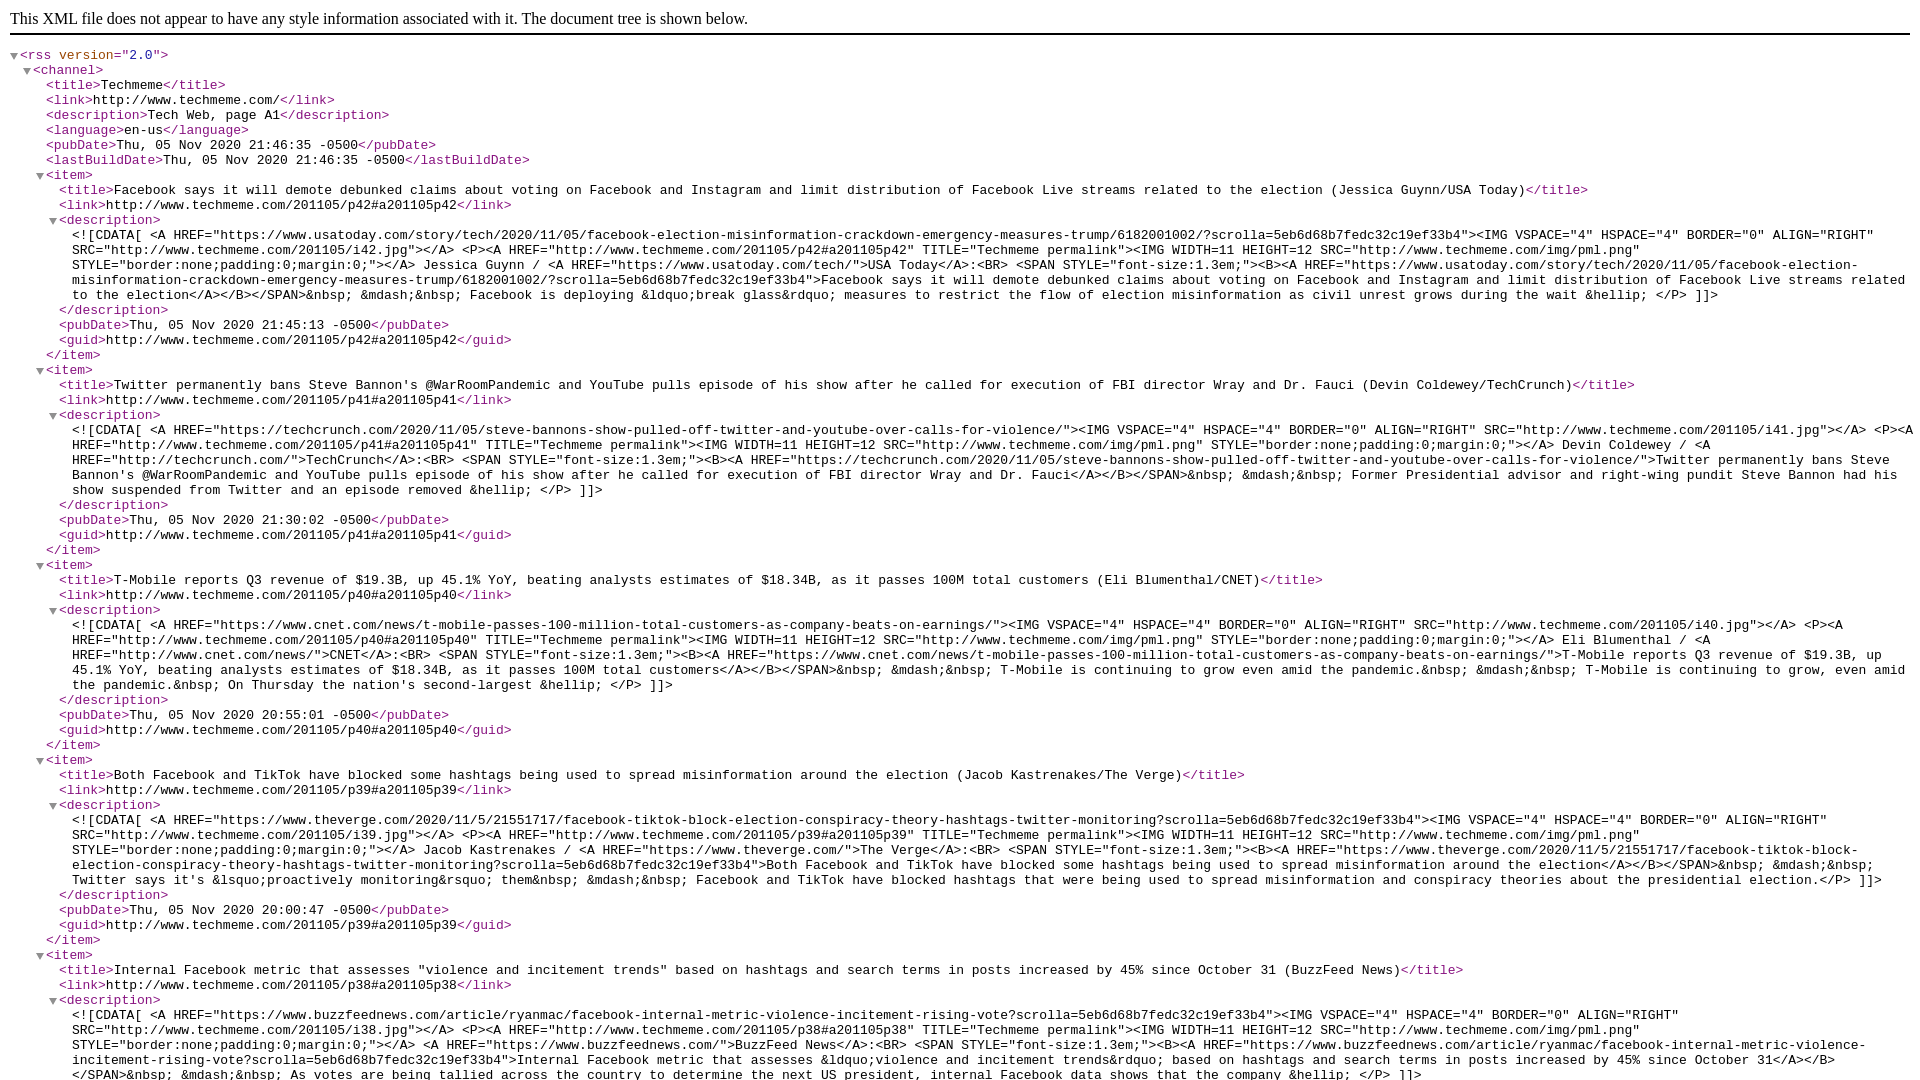 This XML file does not appear to have any style information associated with it. The document tree is shown below.
<rss version="2.0">
<channel>
<title>Techmeme</title>
<link>http://www.techmeme.com/</link>
<description>Tech Web, page A1</description>
<language>en-us</language>
<pubDate>Thu, 05 Nov 2020 21:46:35 -0500</pubDate>
<lastBuildDate>Thu, 05 Nov 2020 21:46:35 -0500</lastBuildDate>
<item>
<title>Facebook says it will demote debunked claims about voting on Facebook and Instagram and limit distribution of Facebook Live streams related to the election (Jessica Guynn/USA Today)</title>
<link>http://www.techmeme.com/201105/p42#a201105p42</link>
<description>
<![CDATA[ <A HREF="https://www.usatoday.com/story/tech/2020/11/05/facebook-election-misinformation-crackdown-emergency-measures-trump/6182001002/?scrolla=5eb6d68b7fedc32c19ef33b4"><IMG VSPACE="4" HSPACE="4" BORDER="0" ALIGN="RIGHT"
SRC="http://www.techmeme.com/201105/i42.jpg"></A> <P><A HREF="http://www.techmeme.com/201105/p42#a201105p42" TITLE="Techmeme permalink"><IMG WIDTH=11 HEIGHT=12 SRC="http://www.techmeme.com/img/pml.png"
STYLE="border:none;padding:0;margin:0;"></A> Jessica Guynn / <A HREF="https://www.usatoday.com/tech/">USA Today</A>:<BR> <SPAN STYLE="font-size:1.3em;"><B><A HREF="https://www.usatoday.com/story/tech/2020/11/05/facebook-election-
misinformation-crackdown-emergency-measures-trump/6182001002/?scrolla=5eb6d68b7fedc32c19ef33b4">Facebook says it will demote debunked claims about voting on Facebook and Instagram and limit distribution of Facebook Live streams related
to the election</A></B></SPAN>&nbsp; &mdash;&nbsp; Facebook is deploying &ldquo;break glass&rdquo; measures to restrict the flow of election misinformation as civil unrest grows during the wait &hellip; </P> ]]>
</description>
<pubDate>Thu, 05 Nov 2020 21:45:13 -0500</pubDate>
<guid>http://www.techmeme.com/201105/p42#a201105p42</guid>
</item>
<item>
<title>Twitter permanently bans Steve Bannon's @WarRoomPandemic and YouTube pulls episode of his show after he called for execution of FBI director Wray and Dr. Fauci (Devin Coldewey/TechCrunch)</title>
<link>http://www.techmeme.com/201105/p41#a201105p41</link>
<description>
<![CDATA[ <A HREF="https://techcrunch.com/2020/11/05/steve-bannons-show-pulled-off-twitter-and-youtube-over-calls-for-violence/"><IMG VSPACE="4" HSPACE="4" BORDER="0" ALIGN="RIGHT" SRC="http://www.techmeme.com/201105/i41.jpg"></A> <P><A
HREF="http://www.techmeme.com/201105/p41#a201105p41" TITLE="Techmeme permalink"><IMG WIDTH=11 HEIGHT=12 SRC="http://www.techmeme.com/img/pml.png" STYLE="border:none;padding:0;margin:0;"></A> Devin Coldewey / <A
HREF="http://techcrunch.com/">TechCrunch</A>:<BR> <SPAN STYLE="font-size:1.3em;"><B><A HREF="https://techcrunch.com/2020/11/05/steve-bannons-show-pulled-off-twitter-and-youtube-over-calls-for-violence/">Twitter permanently bans Steve
Bannon's @WarRoomPandemic and YouTube pulls episode of his show after he called for execution of FBI director Wray and Dr. Fauci</A></B></SPAN>&nbsp; &mdash;&nbsp; Former Presidential advisor and right-wing pundit Steve Bannon had his
show suspended from Twitter and an episode removed &hellip; </P> ]]>
</description>
<pubDate>Thu, 05 Nov 2020 21:30:02 -0500</pubDate>
<guid>http://www.techmeme.com/201105/p41#a201105p41</guid>
</item>
<item>
<title>T-Mobile reports Q3 revenue of $19.3B, up 45.1% YoY, beating analysts estimates of $18.34B, as it passes 100M total customers (Eli Blumenthal/CNET)</title>
<link>http://www.techmeme.com/201105/p40#a201105p40</link>
<description>
<![CDATA[ <A HREF="https://www.cnet.com/news/t-mobile-passes-100-million-total-customers-as-company-beats-on-earnings/"><IMG VSPACE="4" HSPACE="4" BORDER="0" ALIGN="RIGHT" SRC="http://www.techmeme.com/201105/i40.jpg"></A> <P><A
HREF="http://www.techmeme.com/201105/p40#a201105p40" TITLE="Techmeme permalink"><IMG WIDTH=11 HEIGHT=12 SRC="http://www.techmeme.com/img/pml.png" STYLE="border:none;padding:0;margin:0;"></A> Eli Blumenthal / <A
HREF="http://www.cnet.com/news/">CNET</A>:<BR> <SPAN STYLE="font-size:1.3em;"><B><A HREF="https://www.cnet.com/news/t-mobile-passes-100-million-total-customers-as-company-beats-on-earnings/">T-Mobile reports Q3 revenue of $19.3B, up
45.1% YoY, beating analysts estimates of $18.34B, as it passes 100M total customers</A></B></SPAN>&nbsp; &mdash;&nbsp; T-Mobile is continuing to grow even amid the pandemic.&nbsp; &mdash;&nbsp; T-Mobile is continuing to grow, even amid
the pandemic.&nbsp; On Thursday the nation's second-largest &hellip; </P> ]]>
</description>
<pubDate>Thu, 05 Nov 2020 20:55:01 -0500</pubDate>
<guid>http://www.techmeme.com/201105/p40#a201105p40</guid>
</item>
<item>
<title>Both Facebook and TikTok have blocked some hashtags being used to spread misinformation around the election (Jacob Kastrenakes/The Verge)</title>
<link>http://www.techmeme.com/201105/p39#a201105p39</link>
<description>
<![CDATA[ <A HREF="https://www.theverge.com/2020/11/5/21551717/facebook-tiktok-block-election-conspiracy-theory-hashtags-twitter-monitoring?scrolla=5eb6d68b7fedc32c19ef33b4"><IMG VSPACE="4" HSPACE="4" BORDER="0" ALIGN="RIGHT"
SRC="http://www.techmeme.com/201105/i39.jpg"></A> <P><A HREF="http://www.techmeme.com/201105/p39#a201105p39" TITLE="Techmeme permalink"><IMG WIDTH=11 HEIGHT=12 SRC="http://www.techmeme.com/img/pml.png"
STYLE="border:none;padding:0;margin:0;"></A> Jacob Kastrenakes / <A HREF="https://www.theverge.com/">The Verge</A>:<BR> <SPAN STYLE="font-size:1.3em;"><B><A HREF="https://www.theverge.com/2020/11/5/21551717/facebook-tiktok-block-
election-conspiracy-theory-hashtags-twitter-monitoring?scrolla=5eb6d68b7fedc32c19ef33b4">Both Facebook and TikTok have blocked some hashtags being used to spread misinformation around the election</A></B></SPAN>&nbsp; &mdash;&nbsp;
Twitter says it's &lsquo;proactively monitoring&rsquo; them&nbsp; &mdash;&nbsp; Facebook and TikTok have blocked hashtags that were being used to spread misinformation and conspiracy theories about the presidential election.</P> ]]>
</description>
<pubDate>Thu, 05 Nov 2020 20:00:47 -0500</pubDate>
<guid>http://www.techmeme.com/201105/p39#a201105p39</guid>
</item>
<item>
<title>Internal Facebook metric that assesses "violence and incitement trends" based on hashtags and search terms in posts increased by 45% since October 31 (BuzzFeed News)</title>
<link>http://www.techmeme.com/201105/p38#a201105p38</link>
<description>
<![CDATA[ <A HREF="https://www.buzzfeednews.com/article/ryanmac/facebook-internal-metric-violence-incitement-rising-vote?scrolla=5eb6d68b7fedc32c19ef33b4"><IMG VSPACE="4" HSPACE="4" BORDER="0" ALIGN="RIGHT"
SRC="http://www.techmeme.com/201105/i38.jpg"></A> <P><A HREF="http://www.techmeme.com/201105/p38#a201105p38" TITLE="Techmeme permalink"><IMG WIDTH=11 HEIGHT=12 SRC="http://www.techmeme.com/img/pml.png"
STYLE="border:none;padding:0;margin:0;"></A> <A HREF="https://www.buzzfeednews.com/">BuzzFeed News</A>:<BR> <SPAN STYLE="font-size:1.3em;"><B><A HREF="https://www.buzzfeednews.com/article/ryanmac/facebook-internal-metric-violence-
incitement-rising-vote?scrolla=5eb6d68b7fedc32c19ef33b4">Internal Facebook metric that assesses &ldquo;violence and incitement trends&rdquo; based on hashtags and search terms in posts increased by 45% since October 31</A></B>
</SPAN>&nbsp; &mdash;&nbsp; As votes are being tallied across the country to determine the next US president, internal Facebook data shows that the company &hellip; </P> ]]>